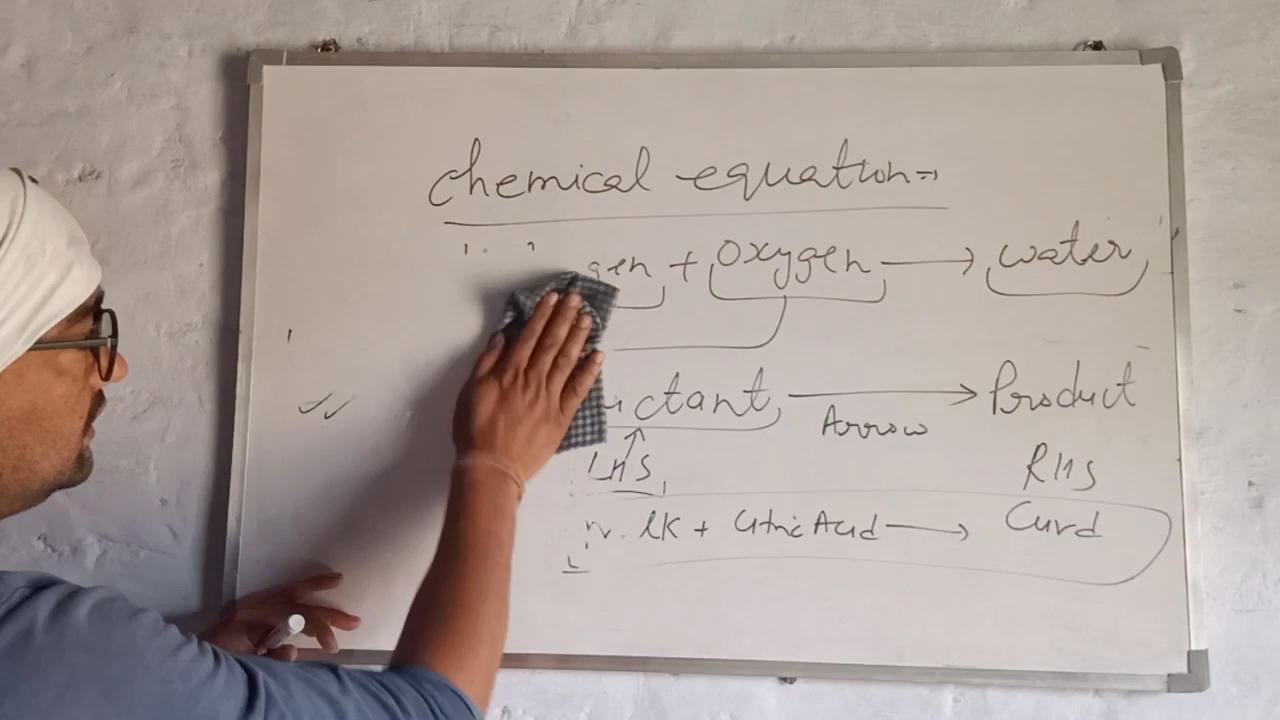 Chemical equation ⇒
gen + Oxygen → water
ctant → Product
Arrow
LHS RHS
lk + Citric Acid → Curd